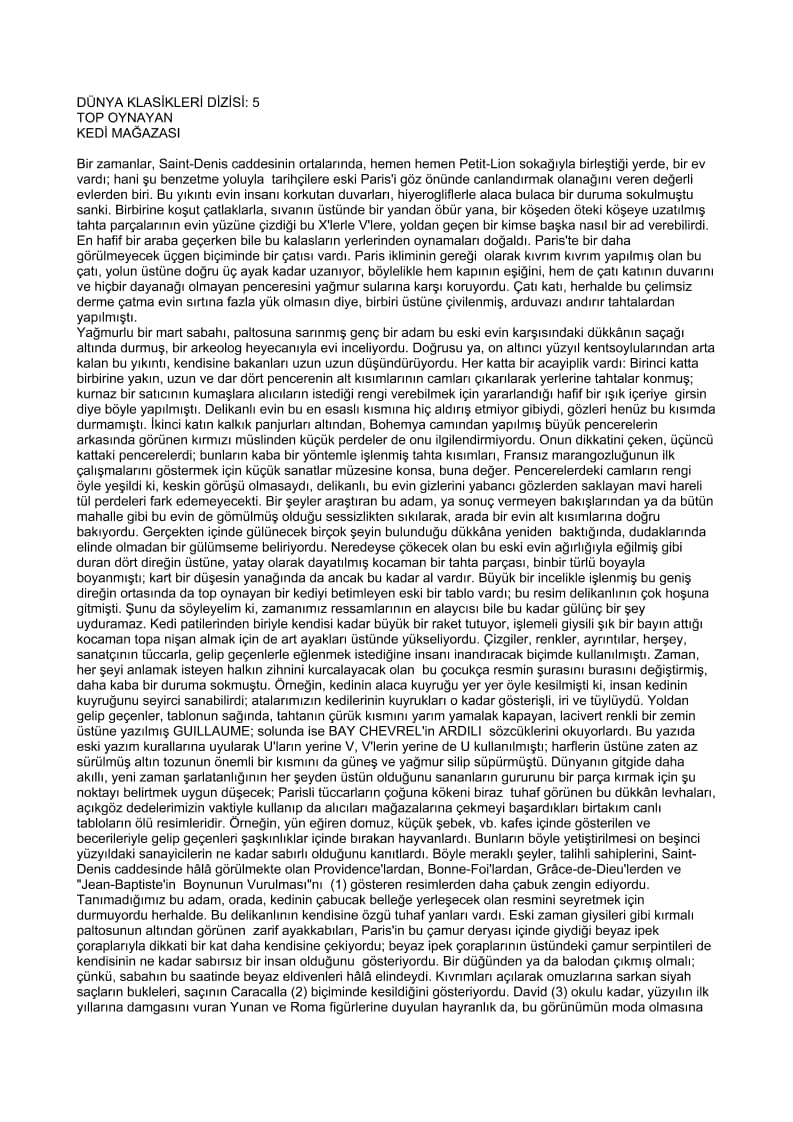 DÜNYA KLASİKLERİ DİZİSİ: 5
TOP OYNAYAN
KEDİ MAĞAZASI
Bir zamanlar, Saint-Denis caddesinin ortalarında, hemen hemen Petit-Lion sokağıyla birleştiği yerde, bir ev
vardı; hani şu benzetme yoluyla tarihçilere eski Paris'i göz önünde canlandırmak olanağını veren değerli
evlerden biri. Bu yıkıntı evin insanı korkutan duvarları, hiyerogliflerle alaca bulaca bir duruma sokulmuştu
sanki. Birbirine koşut çatlaklarla, sıvanın üstünde bir yandan öbür yana, bir köşeden öteki köşeye uzatılmış
tahta parçalarının evin yüzüne çizdiği bu X'lerle V'lere, yoldan geçen bir kimse başka nasıl bir ad verebilirdi.
En hafif bir araba geçerken bile bu kalasların yerlerinden oynamaları doğaldı. Paris'te bir daha
görülmeyecek üçgen biçiminde bir çatısı vardı. Paris ikliminin gereği olarak kıvrım kıvrım yapılmış olan bu
çatı, yolun üstüne doğru üç ayak kadar uzanıyor, böylelikle hem kapının eşiğini, hem de çatı katının duvarını
ve hiçbir dayanağı olmayan penceresini yağmur sularına karşı koruyordu. Çatı katı, herhalde bu çelimsiz
derme çatma evin sırtına fazla yük olmasın diye, birbiri üstüne çivilenmiş, arduvazı andırır tahtalardan
yapılmıştı.
Yağmurlu bir mart sabahı, paltosuna sarınmış genç bir adam bu eski evin karşısındaki dükkânın saçağı
altında durmuş, bir arkeolog heyecanıyla evi inceliyordu. Doğrusu ya, on altıncı yüzyıl kentsoylularından arta
kalan bu yıkıntı, kendisine bakanları uzun uzun düşündürüyordu. Her katta bir acayiplik vardı: Birinci katta
birbirine yakın, uzun ve dar dört pencerenin alt kısımlarının camları çıkarılarak yerlerine tahtalar konmuş;
kurnaz bir satıcının kumaşlara alıcıların istediği rengi verebilmek için yararlandığı hafif bir ışık içeriye girsin
diye böyle yapılmıştı. Delikanlı evin bu en esaslı kısmına hiç aldırış etmiyor gibiydi, gözleri henüz bu kısımda
durmamıştı. İkinci katın kalkık panjurları altından, Bohemya camından yapılmış büyük pencerelerin
arkasında görünen kırmızı müslinden küçük perdeler de onu ilgilendirmiyordu. Onun dikkatini çeken, üçüncü
kattaki pencerelerdi; bunların kaba bir yöntemle işlenmiş tahta kısımları, Fransız marangozluğunun ilk
çalışmalarını göstermek için küçük sanatlar müzesine konsa, buna değer. Pencerelerdeki camların rengi
öyle yeşildi ki, keskin görüşü olmasaydı, delikanlı, bu evin gizlerini yabancı gözlerden saklayan mavi hareli
tül perdeleri fark edemeyecekti. Bir şeyler araştıran bu adam, ya sonuç vermeyen bakışlarından ya da bütün
mahalle gibi bu evin de gömülmüş olduğu sessizlikten sıkılarak, arada bir evin alt kısımlarına doğru
bakıyordu. Gerçekten içinde gülünecek birçok şeyin bulunduğu dükkâna yeniden baktığında, dudaklarında
elinde olmadan bir gülümseme beliriyordu. Neredeyse çökecek olan bu eski evin ağırlığıyla eğilmiş gibi
duran dört direğin üstüne, yatay olarak dayatılmış kocaman bir tahta parçası, binbir türlü boyayla
boyanmıştı; kart bir düşesin yanağında da ancak bu kadar al vardır. Büyük bir incelikle işlenmiş bu geniş
direğin ortasında da top oynayan bir kediyi betimleyen eski bir tablo vardı; bu resim delikanlının çok hoşuna
gitmişti. Şunu da söyleyelim ki, zamanımız ressamlarının en alaycısı bile bu kadar gülünç bir şey
uyduramaz. Kedi patilerinden biriyle kendisi kadar büyük bir raket tutuyor, işlemeli giysili şık bir bayın attığı
kocaman topa nişan almak için de art ayakları üstünde yükseliyordu. Çizgiler, renkler, ayrıntılar, herşey,
sanatçının tüccarla, gelip geçenlerle eğlenmek istediğine insanı inandıracak biçimde kullanılmıştı. Zaman,
her şeyi anlamak isteyen halkın zihnini kurcalayacak olan bu çocukça resmin şurasını burasını değiştirmiş,
daha kaba bir duruma sokmuştu. Örneğin, kedinin alaca kuyruğu yer yer öyle kesilmişti ki, insan kedinin
kuyruğunu seyirci sanabilirdi; atalarımızın kedilerinin kuyrukları o kadar gösterişli, iri ve tüylüydü. Yoldan
gelip geçenler, tablonun sağında, tahtanın çürük kısmını yarım yamalak kapayan, lacivert renkli bir zemin
üstüne yazılmış GUILLAUME; solunda ise BAY CHEVREL'in ARDILI sözcüklerini okuyorlardı. Bu yazıda
eski yazım kurallarına uyularak U'ların yerine V, V'lerin yerine de U kullanılmıştı; harflerin üstüne zaten az
sürülmüş altın tozunun önemli bir kısmını da güneş ve yağmur silip süpürmüştü. Dünyanın gitgide daha
akıllı, yeni zaman şarlatanlığının her şeyden üstün olduğunu sananların gururunu bir parça kırmak için şu
noktayı belirtmek uygun düşecek; Parisli tüccarların çoğuna kökeni biraz tuhaf görünen bu dükkân levhaları,
açıkgöz dedelerimizin vaktiyle kullanıp da alıcıları mağazalarına çekmeyi başardıkları birtakım canlı
tabloların ölü resimleridir. Örneğin, yün eğiren domuz, küçük şebek, vb. kafes içinde gösterilen ve
becerileriyle gelip geçenleri şaşkınlıklar içinde bırakan hayvanlardı. Bunların böyle yetiştirilmesi on beşinci
yüzyıldaki sanayicilerin ne kadar sabırlı olduğunu kanıtlardı. Böyle meraklı şeyler, talihli sahiplerini, Saint-
Denis caddesinde hâlâ görülmekte olan Providence'lardan, Bonne-Foi'lardan, Grâce-de-Dieu'lerden ve
"Jean-Baptiste'in Boynunun Vurulması"nı (1) gösteren resimlerden daha çabuk zengin ediyordu.
Tanımadığımız bu adam, orada, kedinin çabucak belleğe yerleşecek olan resmini seyretmek için
durmuyordu herhalde. Bu delikanlının kendisine özgü tuhaf yanları vardı. Eski zaman giysileri gibi kırmalı
paltosunun altından görünen zarif ayakkabıları, Paris'in bu çamur deryası içinde giydiği beyaz ipek
çoraplarıyla dikkati bir kat daha kendisine çekiyordu; beyaz ipek çoraplarının üstündeki çamur serpintileri de
kendisinin ne kadar sabırsız bir insan olduğunu gösteriyordu. Bir düğünden ya da balodan çıkmış olmalı;
çünkü, sabahın bu saatinde beyaz eldivenleri hâlâ elindeydi. Kıvrımları açılarak omuzlarına sarkan siyah
saçların bukleleri, saçının Caracalla (2) biçiminde kesildiğini gösteriyordu. David (3) okulu kadar, yüzyılın ilk
yıllarına damgasını vuran Yunan ve Roma figürlerine duyulan hayranlık da, bu görünümün moda olmasına